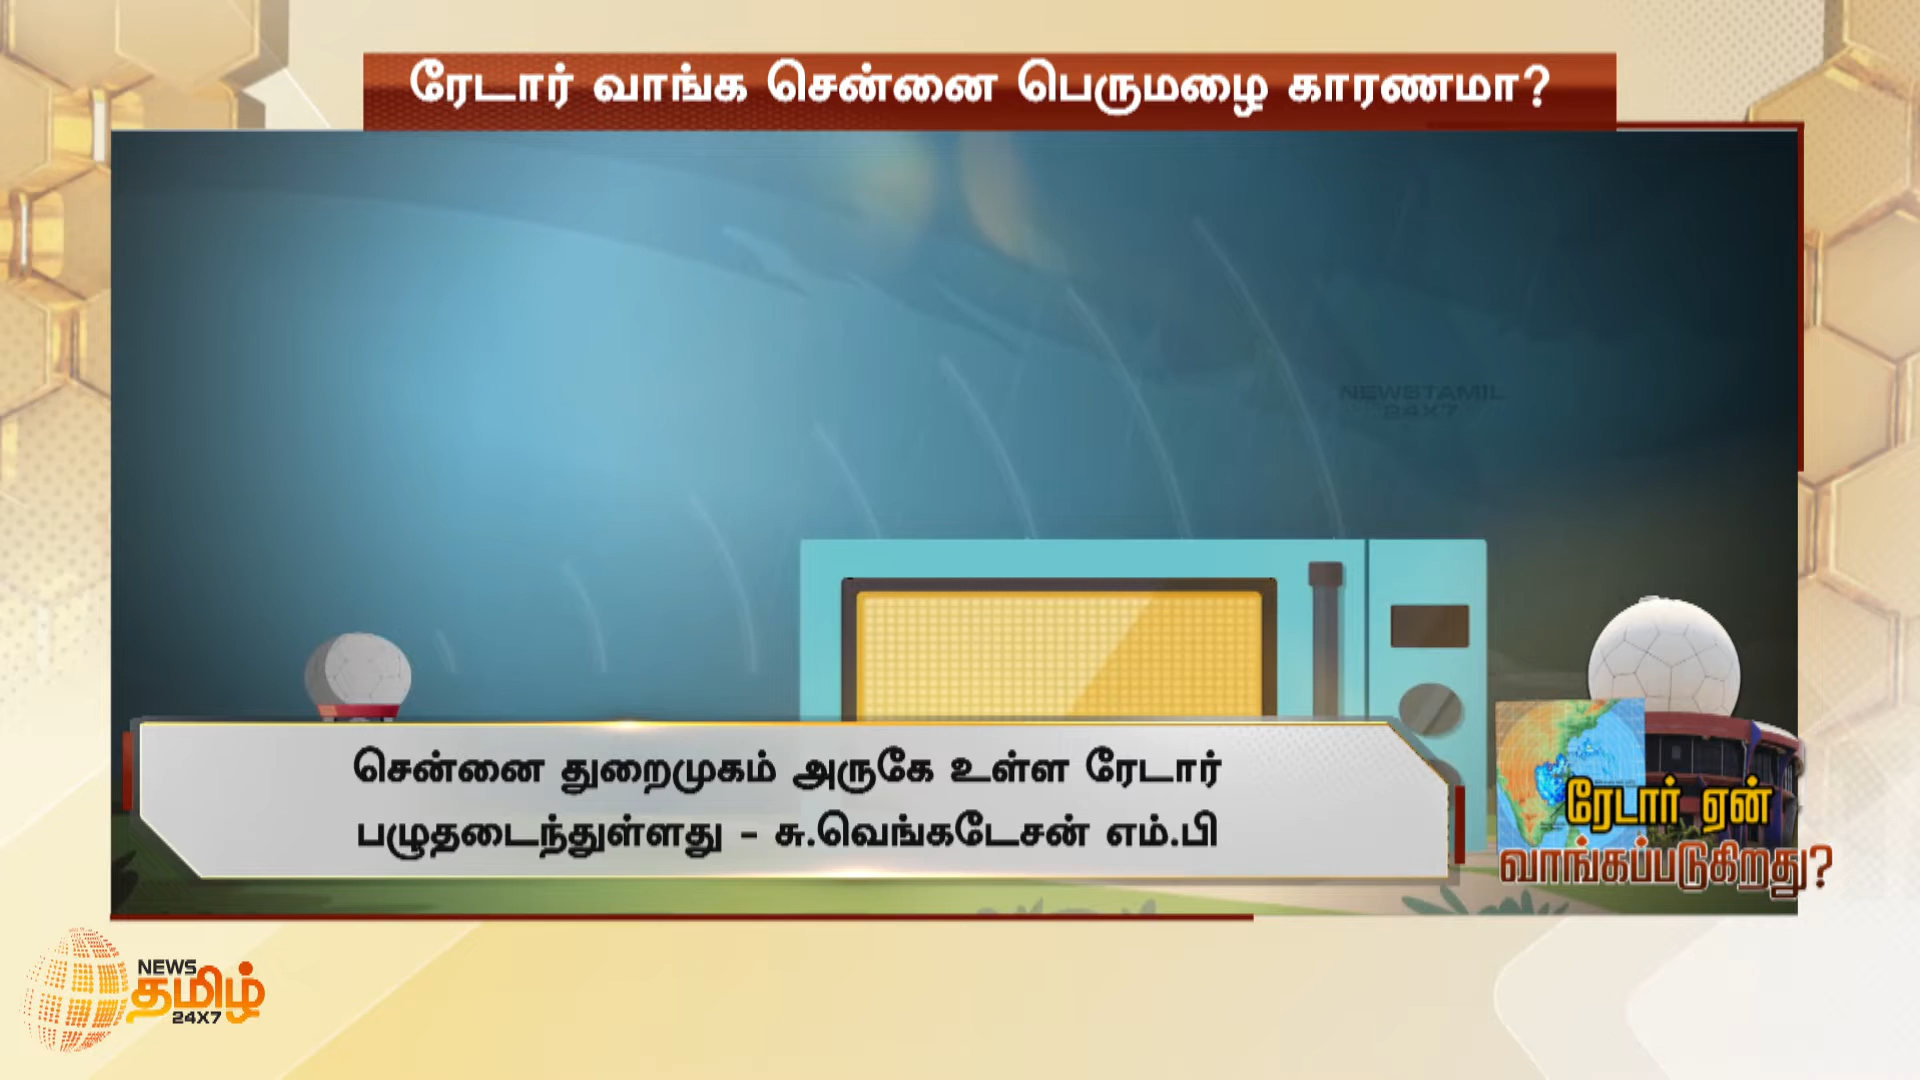 ரேடார் வாங்க சென்னை பெருமழை காரணமா?
NEWSTAMIL
24X7
சென்னை துறைமுகம் அருகே உள்ள ரேடார்
பழுதடைந்துள்ளது - சு.வெங்கடேசன் எம்.பி
ரேடார் ஏன்
வாங்கப்படுகிறது?
NEWS
தமிழ்
24X7